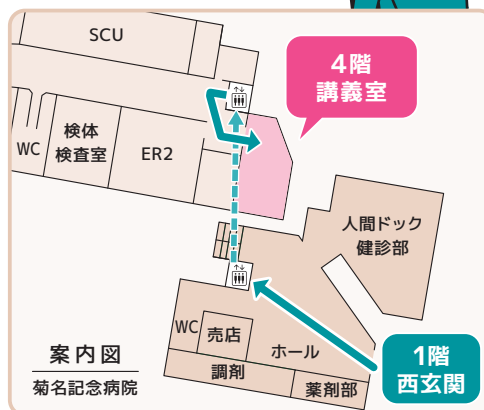 SCU
4階
講義室
WC
検体
検査室
ER2
人間ドック
健診部
WC
売店
ホール
調剤
薬剤部
1階
西玄関
案内図
菊名記念病院